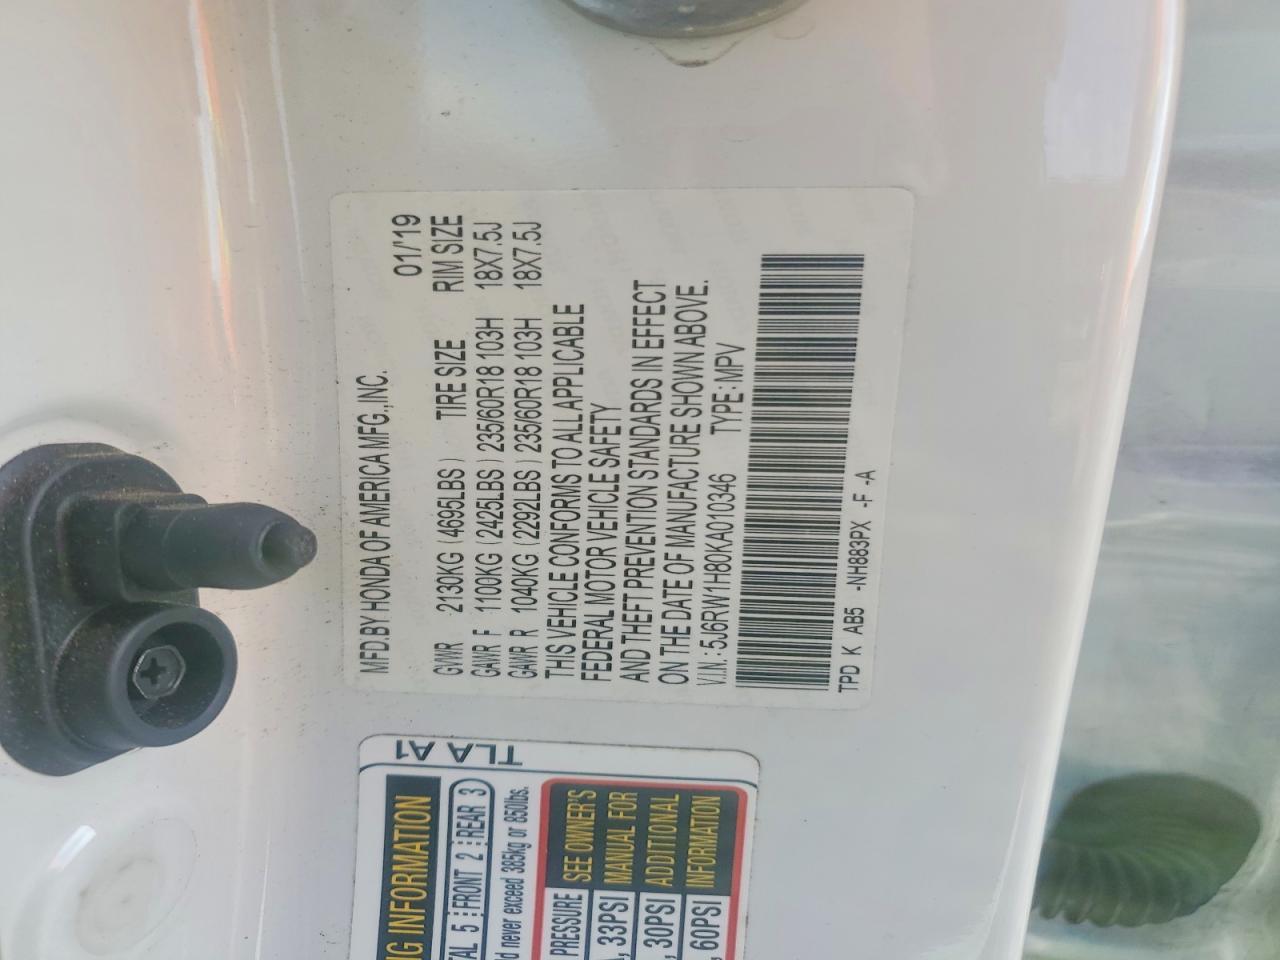 MFD.BY HONDA OF AMERICA MFG.,INC.
01/'19
GVWR 2130KG (4695LBS) TIRE SIZE RIM SIZE
GAWR F 1100KG (2425LBS) 235/60R18 103H 18X7.5J
GAWR R 1040KG (2292LBS) 235/60R18 103H 18X7.5J
THIS VEHICLE CONFORMS TO ALL APPLICABLE
FEDERAL MOTOR VEHICLE SAFETY
AND THEFT PREVENTION STANDARDS IN EFFECT
ON THE DATE OF MANUFACTURE SHOWN ABOVE.
V.I.N.: 5J6RW1H80KA010346 TYPE: MPV
TPD K AB5 -NH883PX -F -A
TLA A1
INFORMATION
5 FRONT 2 REAR 3
never exceed 385kg or 850lbs.
PRESSURE
33PSI
30PSI
60PSI
SEE OWNER'S
MANUAL FOR
ADDITIONAL
INFORMATION